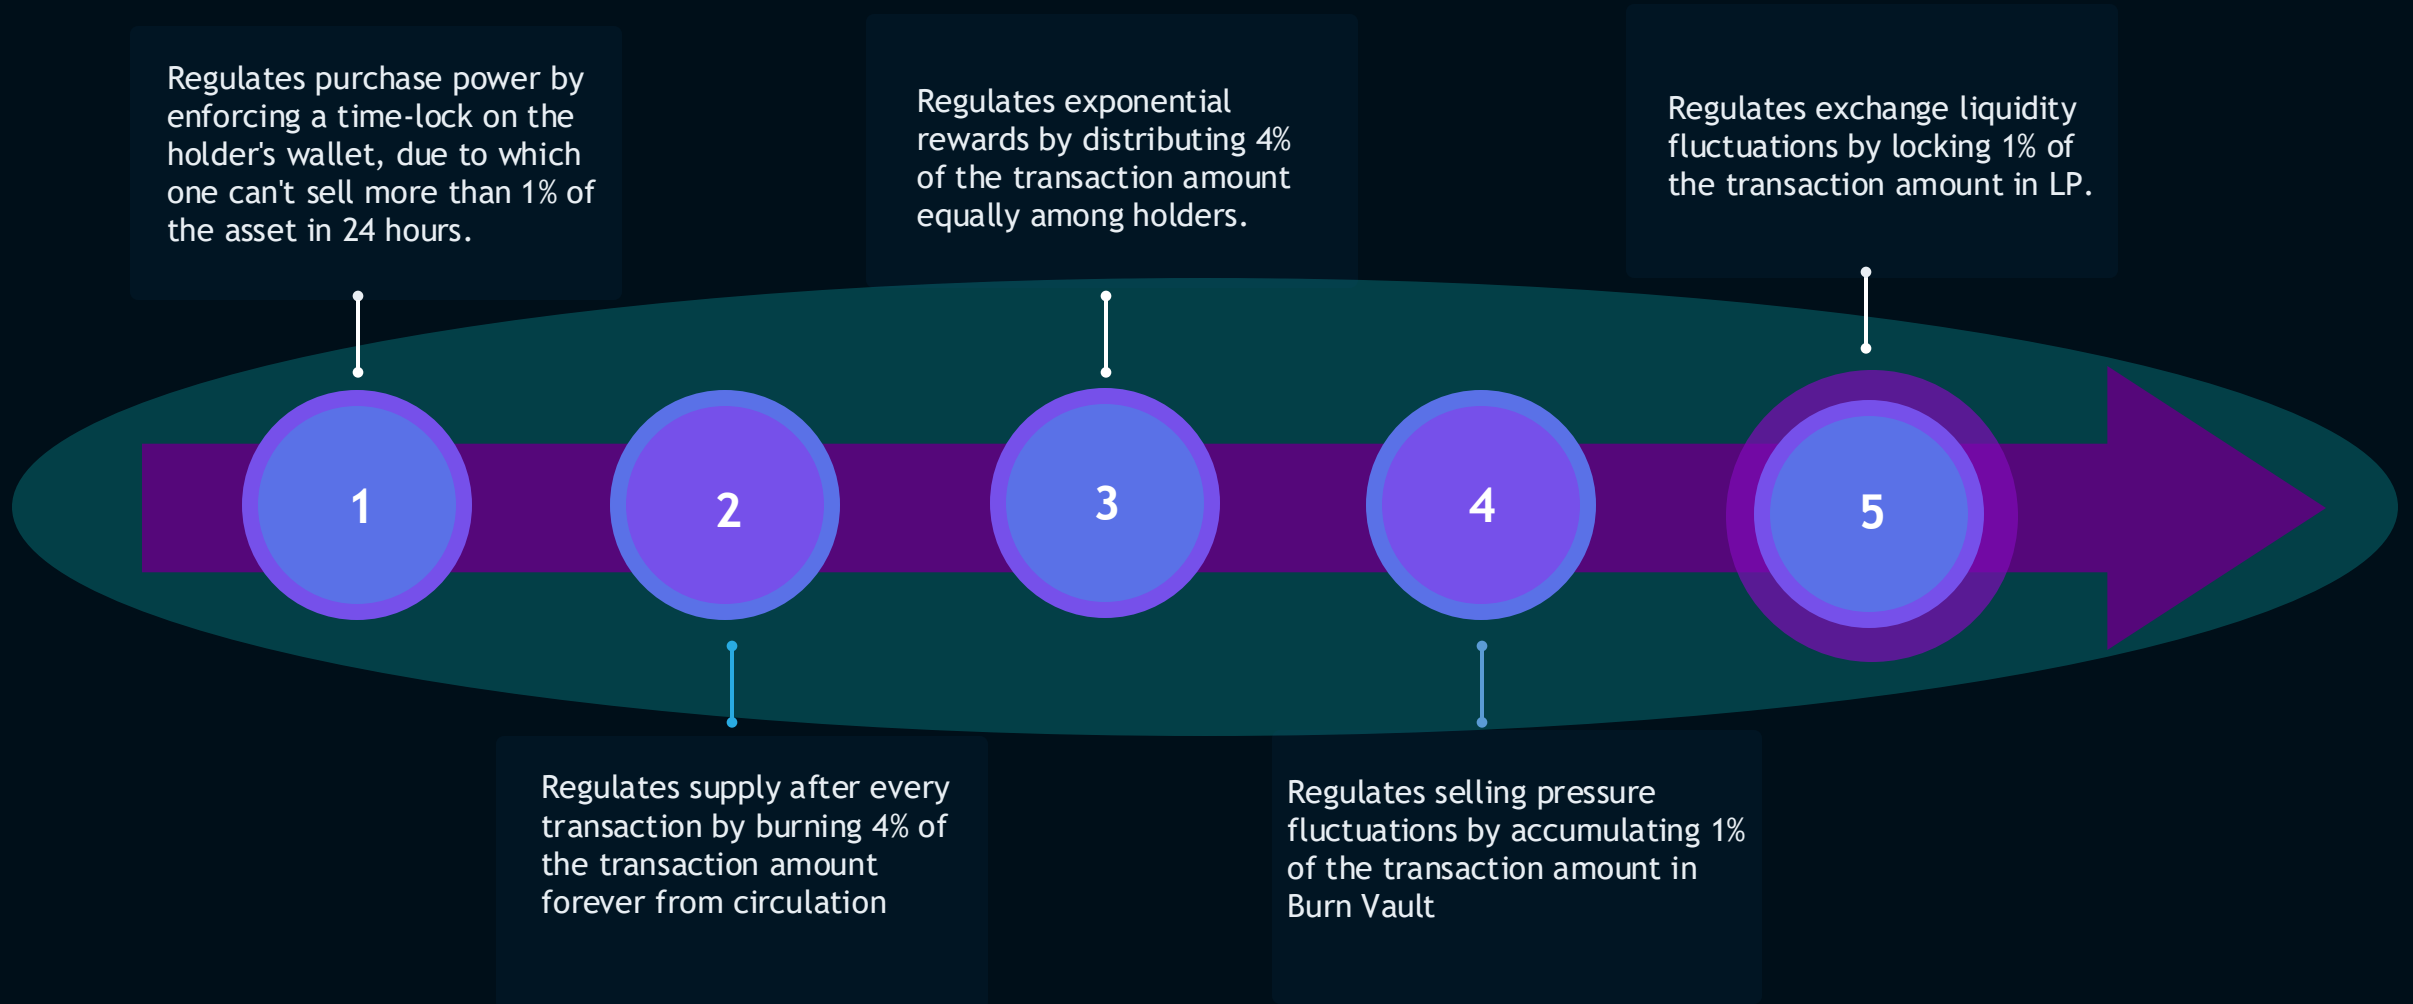 Regulates purchase power by
enforcing a time-lock on the
holder's wallet, due to which
one can't sell more than 1% of
the asset in 24 hours.
Regulates exponential
rewards by distributing 4%
of the transaction amount
equally among holders.
Regulates exchange liquidity
fluctuations by locking 1% of
the transaction amount in LP.
1
2
3
4
5
Regulates supply after every
transaction by burning 4% of
the transaction amount
forever from circulation
Regulates selling pressure
fluctuations by accumulating 1%
of the transaction amount in
Burn Vault